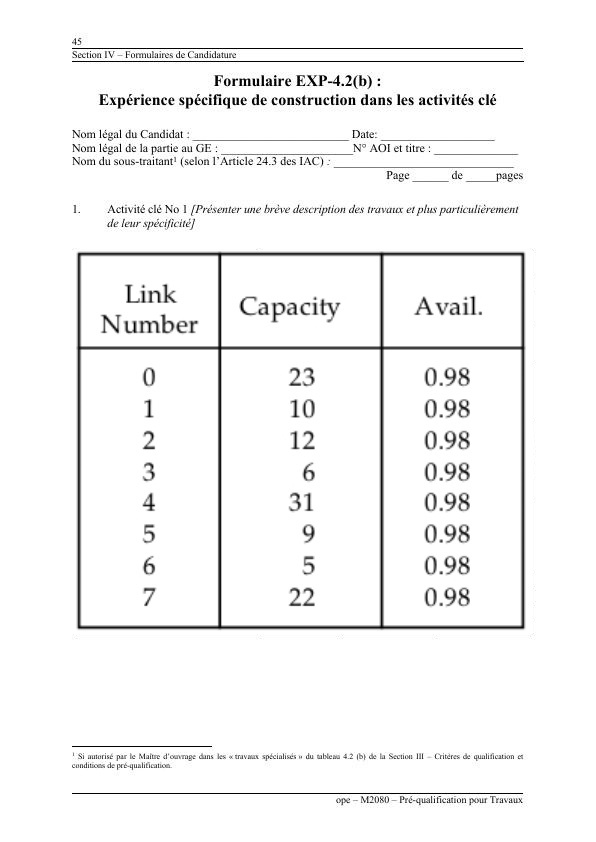 45
Section IV – Formulaires de Candidature
Formulaire EXP-4.2(b) :
Expérience spécifique de construction dans les activités clé
Nom légal du Candidat : _______________________ Date: _________________
Nom légal de la partie au GE : ____________________N° AOI et titre : _____________
Nom du sous-traitant¹ (selon l’Article 24.3 des IAC) : ___________________________
Page ______ de _____pages
1. Activité clé No 1 [Présenter une brève description des travaux et plus particulièrement
de leur spécificité]
Link Number Capacity Avail.
0 23 0.98
1 10 0.98
2 12 0.98
3 6 0.98
4 31 0.98
5 9 0.98
6 5 0.98
7 22 0.98
¹ Si autorisé par le Maître d’ouvrage dans les « travaux spécialisés » du tableau 4.2 (b) de la Section III – Critères de qualification et
conditions de pré-qualification.
ope – M2080 – Pré-qualification pour Travaux